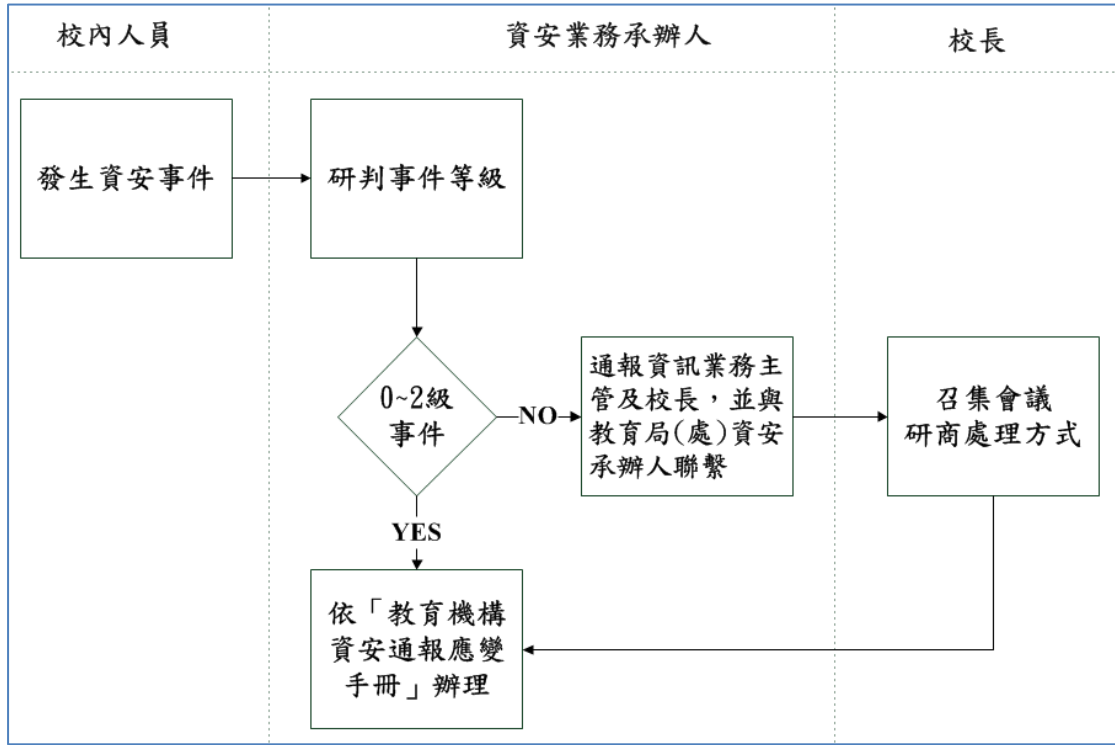 校內人員
資安業務承辦人
校長
發生資安事件
研判事件等級
0~2級
事件
NO
通報資訊業務主
管及校長，並與
教育局(處)資安
承辦人聯繫
召集會議
研商處理方式
YES
依「教育機構
資安通報應變
手冊」辦理